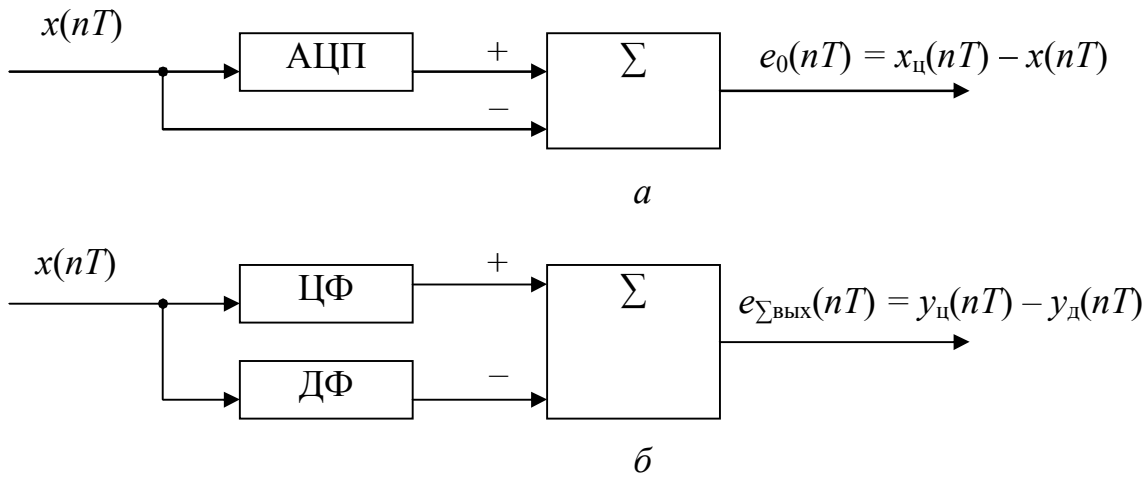 x(nT)
АЦП
+
–
∑
e₀(nT) = xц(nT) – x(nT)
а
x(nT)
ЦФ
ДФ
+
–
∑
e∑вых(nT) = yц(nT) – yд(nT)
б